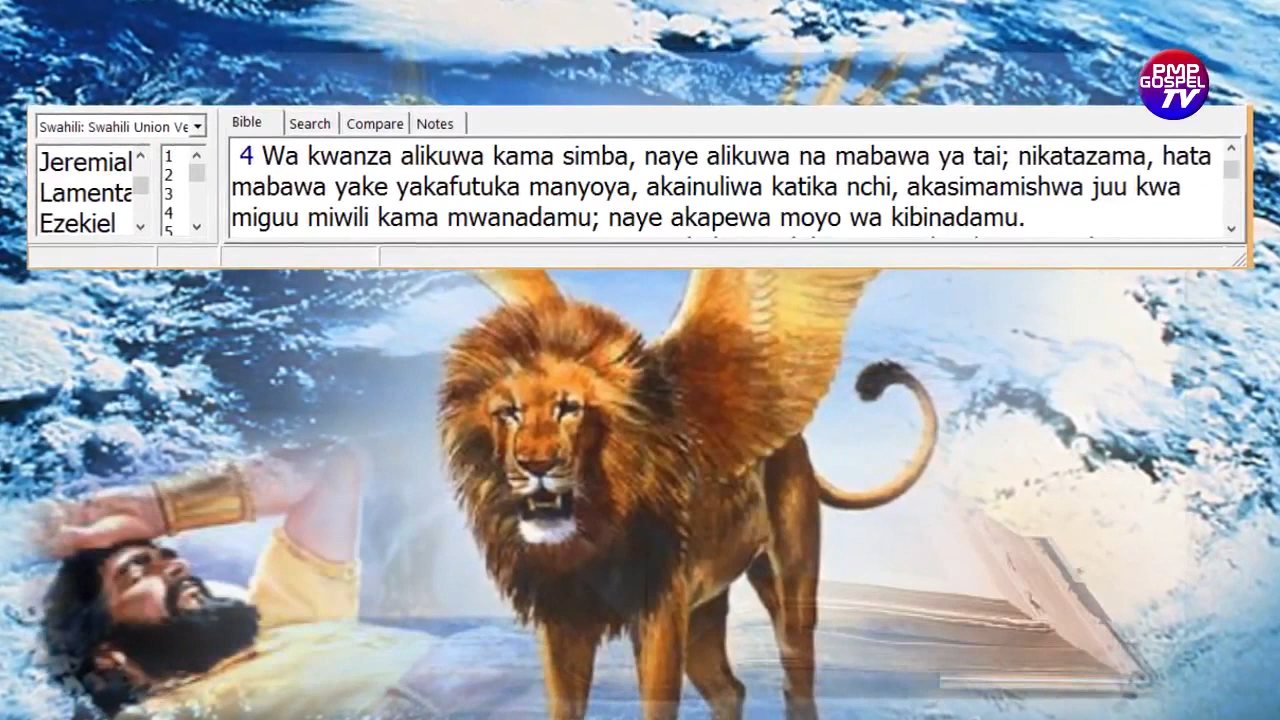 PMP
GOSPEL
TV
Swahili: Swahili Union Ve
Bible
Search
Compare
Notes
Jeremial
Lamenta
Ezekiel
1
2
3
4
5
4 Wa kwanza alikuwa kama simba, naye alikuwa na mabawa ya tai; nikatazama, hata
mabawa yake yakafutuka manyoya, akainuliwa katika nchi, akasimamishwa juu kwa
miguu miwili kama mwanadamu; naye akapewa moyo wa kibinadamu.